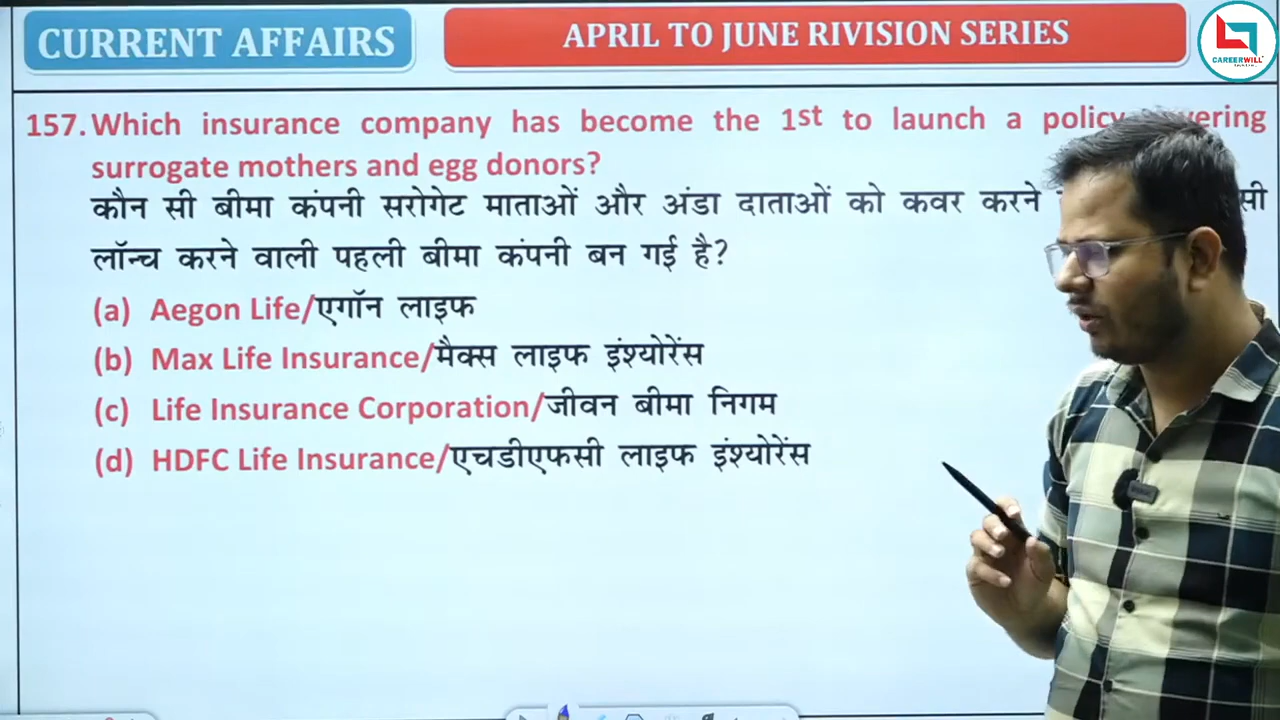 CURRENT AFFAIRS
APRIL TO JUNE RIVISION SERIES
CAREERWILL
157. Which insurance company has become the 1st to launch a policy
surrogate mothers and egg donors?
कौन सी बीमा कंपनी सरोगेट माताओं और अंडा दाताओं को कवर करने
लॉन्च करने वाली पहली बीमा कंपनी बन गई है?
(a) Aegon Life/एगॉन लाइफ
(b) Max Life Insurance/मैक्स लाइफ इंश्योरेंस
(c) Life Insurance Corporation/जीवन बीमा निगम
(d) HDFC Life Insurance/एचडीएफसी लाइफ इंश्योरेंस